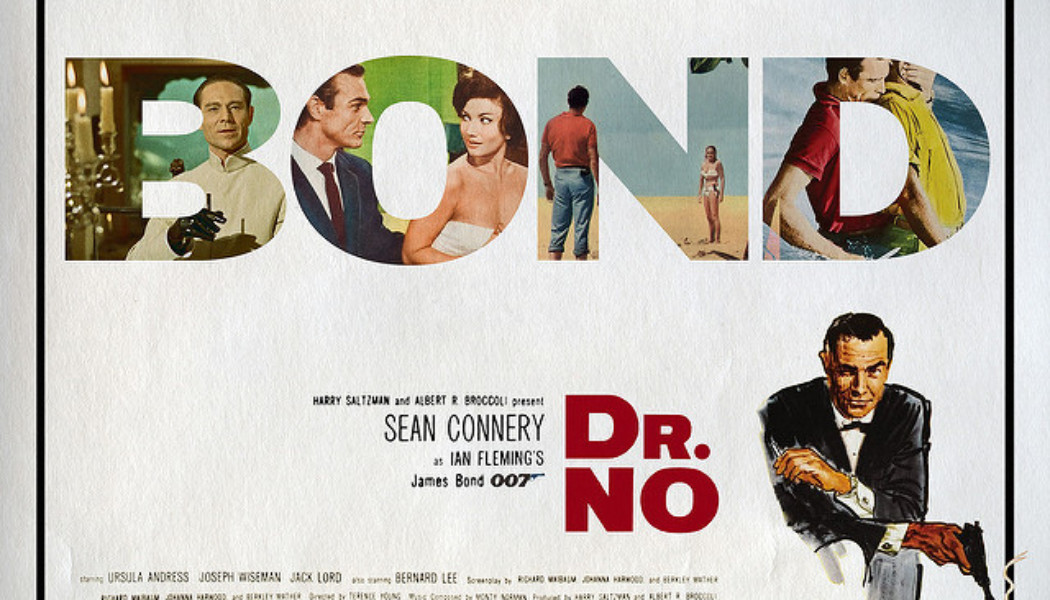 BOND
HARRY SALTZMAN and ALBERT R. BROCCOLI present
SEAN CONNERY
as IAN FLEMING'S
James Bond 007
DR.
NO
starring URSULA ANDRESS JOSEPH WISEMAN JACK LORD also starring BERNARD LEE Screenplay by RICHARD MAIBAUM, JOHANNA HARWOOD, and BERKLEY MATHER
RICHARD MAIBAUM, JOHANNA HARWOOD, and BERKLEY MATHER Directed by TERENCE YOUNG Music Composed by MONTY NORMAN Produced by HARRY SALTZMAN and ALBERT R. BROCCOLI